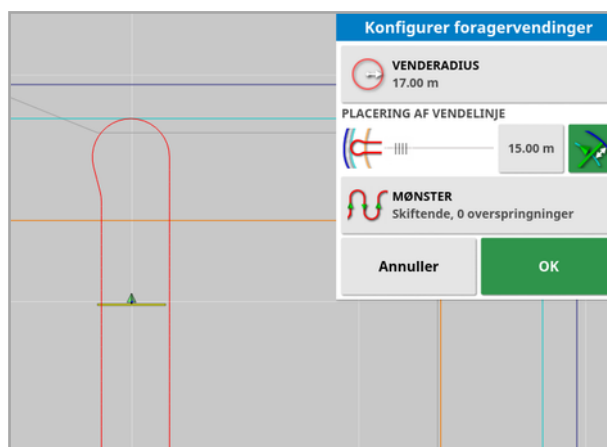 Konfigurer foragervendinger
VENDERADIUS
17.00 m
PLACERING AF VENDELINJE
15.00 m
MØNSTER
Skiftende, 0 overspringninger
Annuller
OK